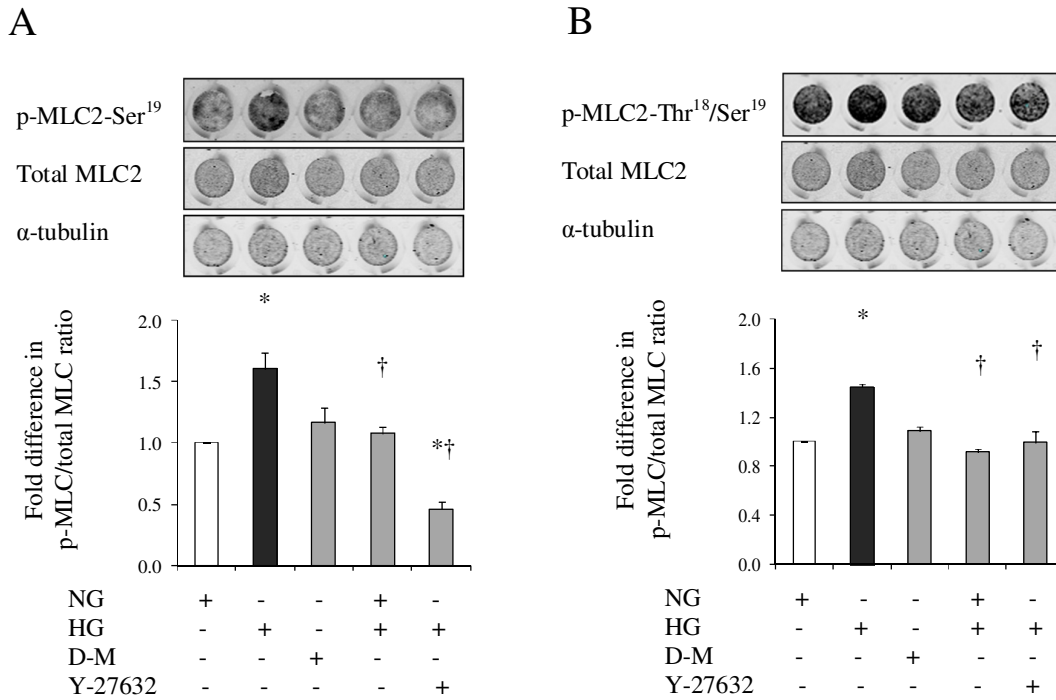 A
p-MLC2-Ser19
Total MLC2
α-tubulin
Fold difference in
p-MLC/total MLC ratio
2.0
1.5
1.0
0.5
0.0
*
†
*†
NG + - - + -
HG - + - + +
D-M - - + - -
Y-27632 - - - - +
B
p-MLC2-Thr18/Ser19
Total MLC2
α-tubulin
Fold difference in
p-MLC/total MLC ratio
2.0
1.6
1.2
0.8
0.4
0.0
*
†
†
NG + - - + -
HG - + - + +
D-M - - + - -
Y-27632 - - - - +